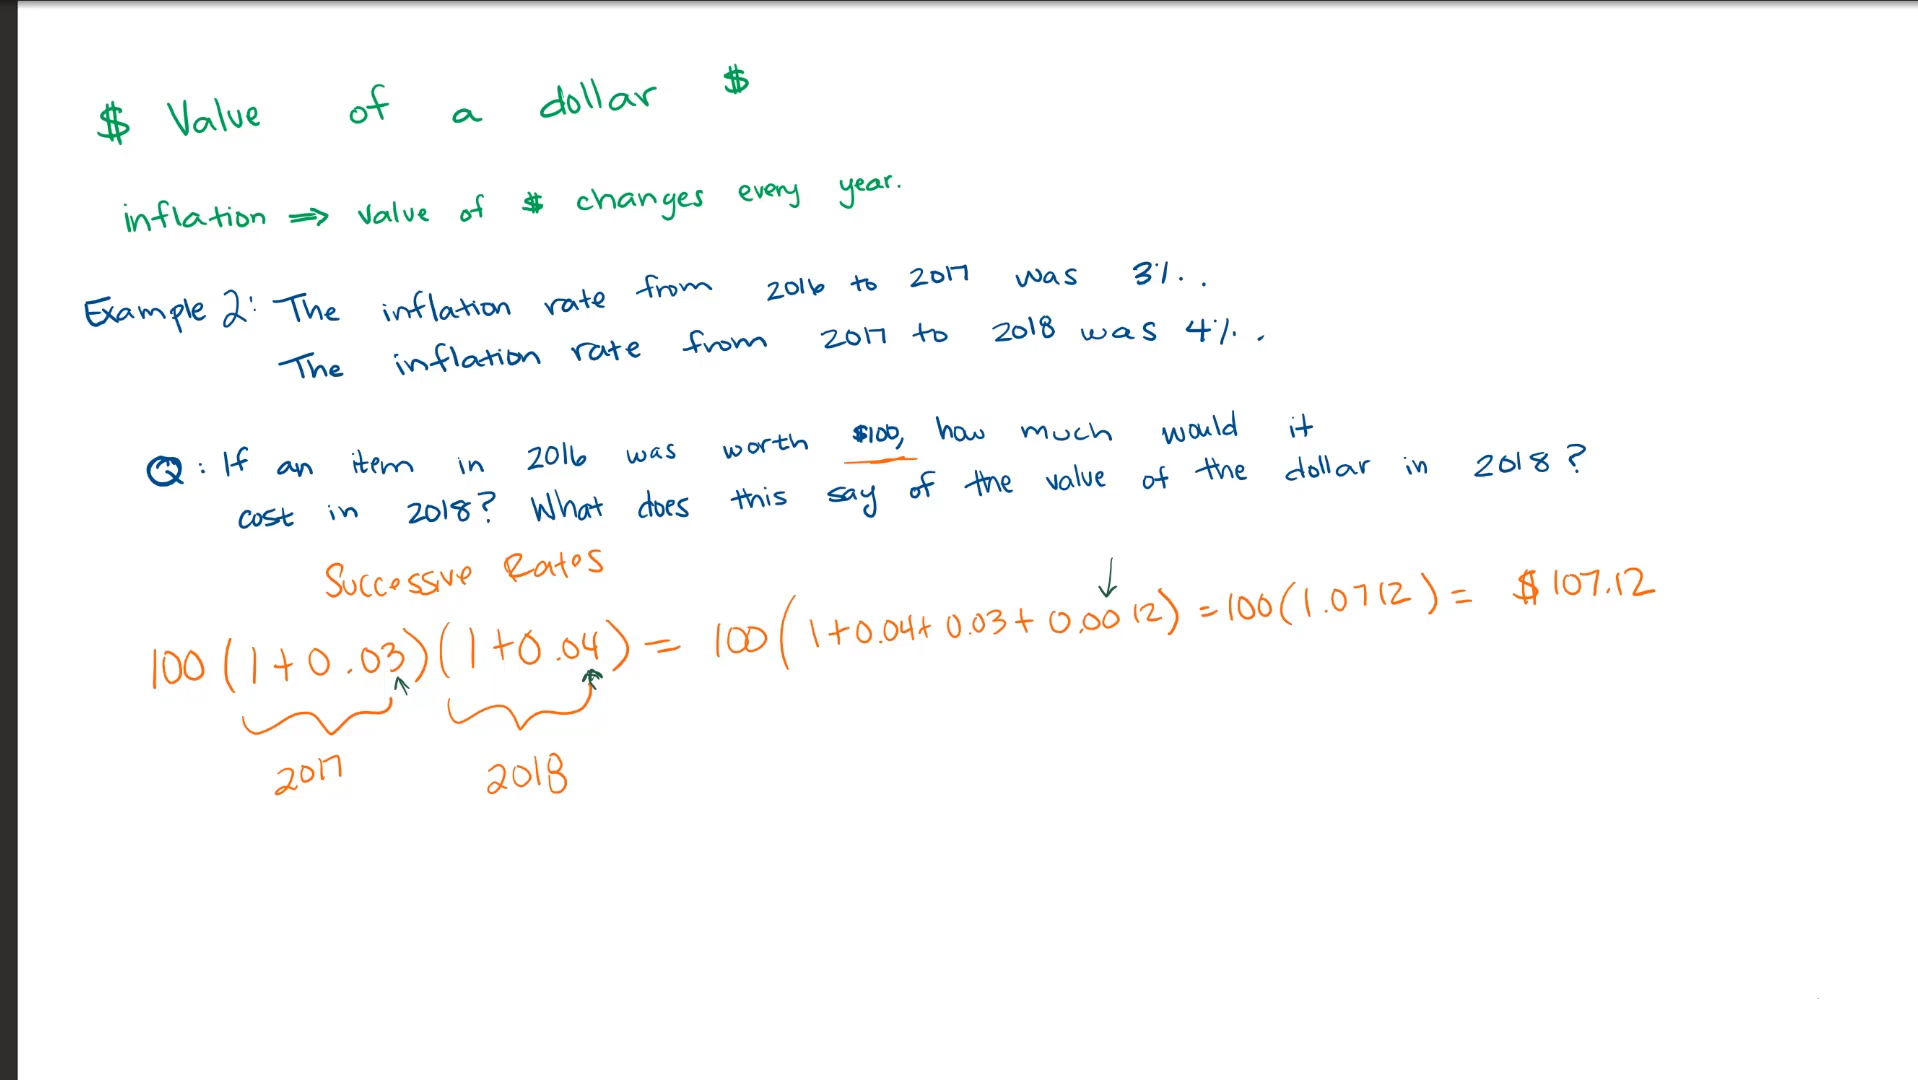 $ Value of a dollar $
inflation ⇒ value of $ changes every year.
Example 2: The inflation rate from 2016 to 2017 was 3%.
The inflation rate from 2017 to 2018 was 4%.
Q: If an item in 2016 was worth $100, how much would it
cost in 2018? What does this say of the value of the dollar in 2018?
Successive Rates
100(1+0.03)(1+0.04) = 100(1+0.04+0.03+0.0012) = 100(1.0712) = $107.12
2017 2018